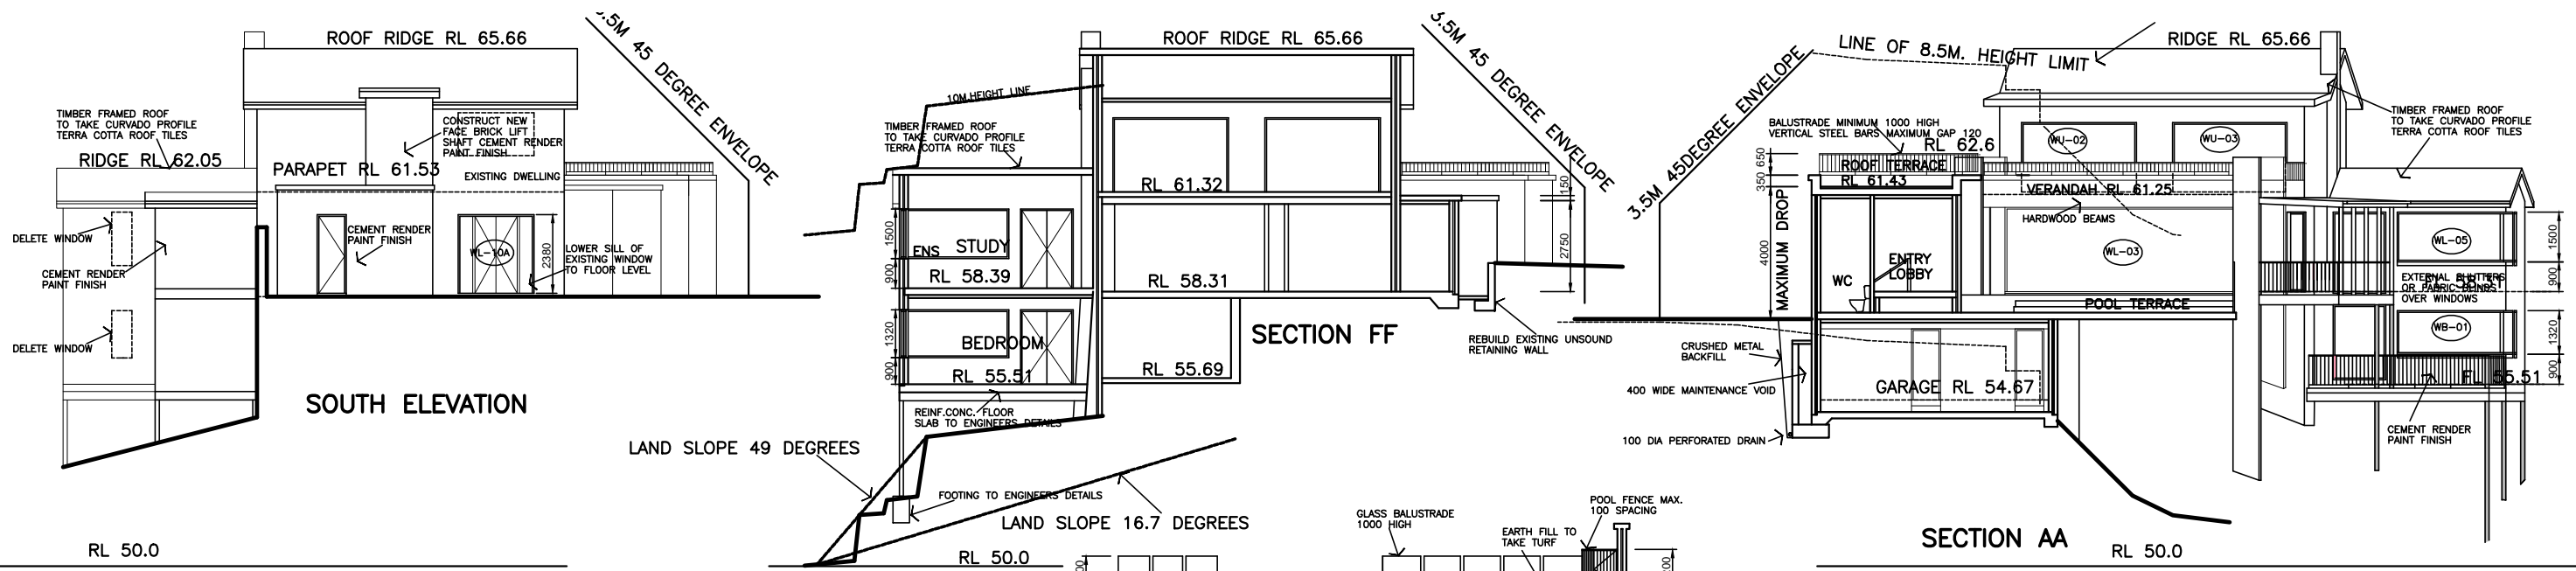 ROOF RIDGE RL 65.66
3.5M 45 DEGREE ENVELOPE
TIMBER FRAMED ROOF
TO TAKE CURVADO PROFILE
TERRA COTTA ROOF TILES
RIDGE RL 62.05
CONSTRUCT NEW
FACE BRICK LIFT
SHAFT CEMENT RENDER
PAINT FINISH
PARAPET RL 61.53
EXISTING DWELLING
DELETE WINDOW
CEMENT RENDER
PAINT FINISH
CEMENT RENDER
PAINT FINISH
WL-10A
2380
LOWER SILL OF
EXISTING WINDOW
TO FLOOR LEVEL
DELETE WINDOW
SOUTH ELEVATION
RL 50.0
ROOF RIDGE RL 65.66
3.5M 45 DEGREE ENVELOPE
10M.HEIGHT LINE
TIMBER FRAMED ROOF
TO TAKE CURVADO PROFILE
TERRA COTTA ROOF TILES
RL 61.32
150
1500
ENS
STUDY
2750
900
RL 58.39
RL 58.31
SECTION FF
1320
BEDROOM
REBUILD EXISTING UNSOUND
RETAINING WALL
900
RL 55.51
RL 55.69
REINF.CONC. FLOOR
SLAB TO ENGINEERS DETAILS
LAND SLOPE 49 DEGREES
FOOTING TO ENGINEERS DETAILS
LAND SLOPE 16.7 DEGREES
RL 50.0
GLASS BALUSTRADE
1000 HIGH
POOL FENCE MAX.
100 SPACING
EARTH FILL TO
TAKE TURF
LINE OF 8.5M. HEIGHT LIMIT
RIDGE RL 65.66
3.5M 45DEGREE ENVELOPE
BALUSTRADE MINIMUM 1000 HIGH
VERTICAL STEEL BARS MAXIMUM GAP 120
RL 62.6
650
ROOF TERRACE
350
RL 61.43
WU-02
WU-03
TIMBER FRAMED ROOF
TO TAKE CURVADO PROFILE
TERRA COTTA ROOF TILES
VERANDAH RL 61.25
HARDWOOD BEAMS
4000
MAXIMUM DROP
WC
ENTRY
LOBBY
WL-03
WL-05
1500
EXTERNAL SHUTTERS
OR FABRIC BLINDS
OVER WINDOWS
900
POOL TERRACE
WB-01
1320
CRUSHED METAL
BACKFILL
400 WIDE MAINTENANCE VOID
GARAGE RL 54.67
900
FL 55.51
100 DIA PERFORATED DRAIN
CEMENT RENDER
PAINT FINISH
SECTION AA
RL 50.0